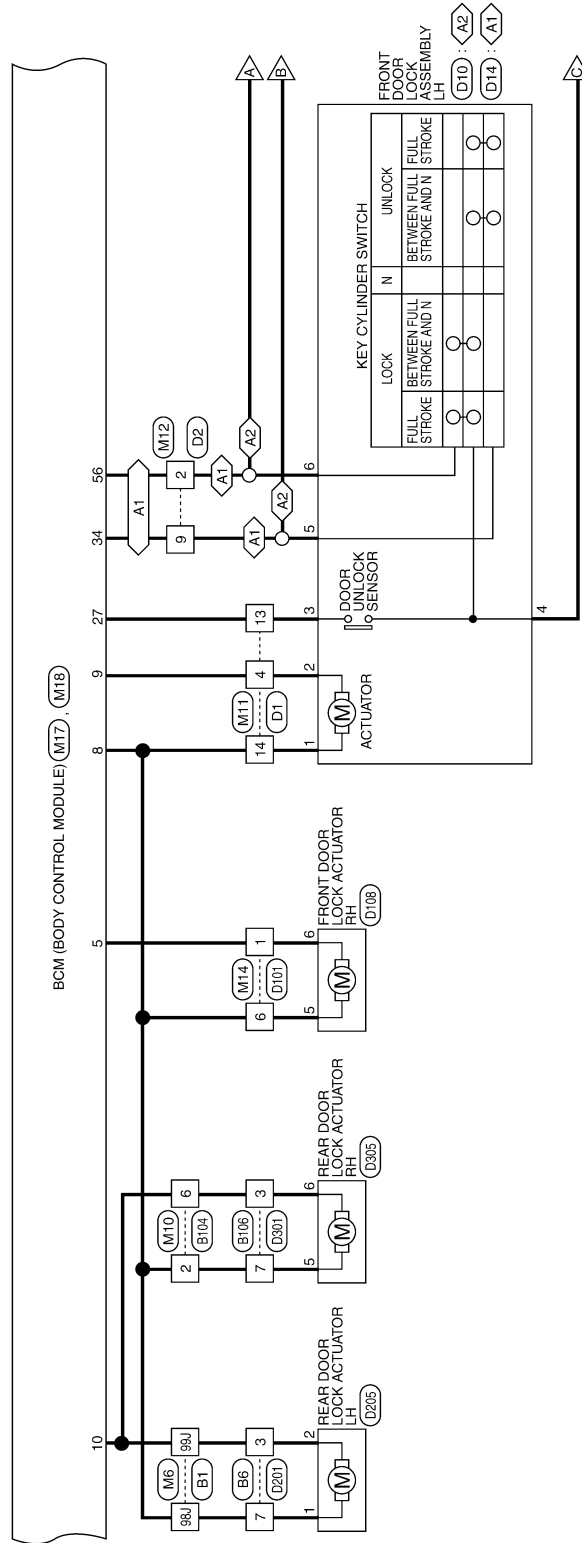 BCM (BODY CONTROL MODULE) M17 , M18
10
5
8
9
27
34
56
A1
M12
D2
9
2
A1
A1
A2
A2
A
B
M6
B1
98J
99J
M10
B104
2
6
B6
D201
7
3
B106
D301
7
3
M14
D101
6
1
M11
D1
14
4
13
1
2
REAR DOOR
LOCK ACTUATOR
LH
D205
M
5
6
REAR DOOR
LOCK ACTUATOR
RH
D305
M
5
6
FRONT DOOR
LOCK ACTUATOR
RH
D108
M
1
2
3
5
6
M
ACTUATOR
DOOR
UNLOCK
SENSOR
4
KEY CYLINDER SWITCH
LOCK
N
UNLOCK
FULL
STROKE
BETWEEN FULL
STROKE AND N
BETWEEN FULL
STROKE AND N
FULL
STROKE
FRONT
DOOR
LOCK
ASSEMBLY
LH
D10 : A2
D14 : A1
C